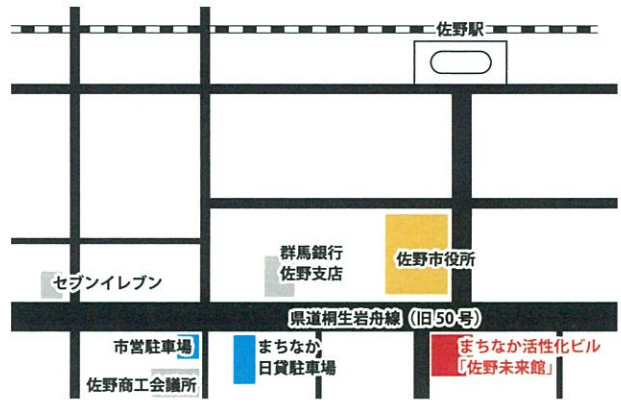 佐野駅
群馬銀行
佐野支店
佐野市役所
セブンイレブン
県道桐生岩舟線（旧50号）
市営駐車場
まちなか
日貸駐車場
まちなか活性化ビル
「佐野未来館」
佐野商工会議所